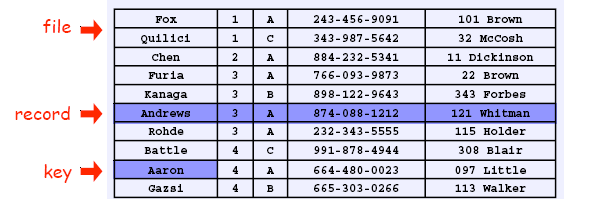 Fox 1 A 243-456-9091 101 Brown
file
Quilici 1 C 343-987-5642 32 McCosh
Chen 2 A 884-232-5341 11 Dickinson
Furia 3 A 766-093-9873 22 Brown
Kanaga 3 B 898-122-9643 343 Forbes
record Andrews 3 A 874-088-1212 121 Whitman
Rohde 3 A 232-343-5555 115 Holder
Battle 4 C 991-878-4944 308 Blair
key Aaron 4 A 664-480-0023 097 Little
Gazsi 4 B 665-303-0266 113 Walker